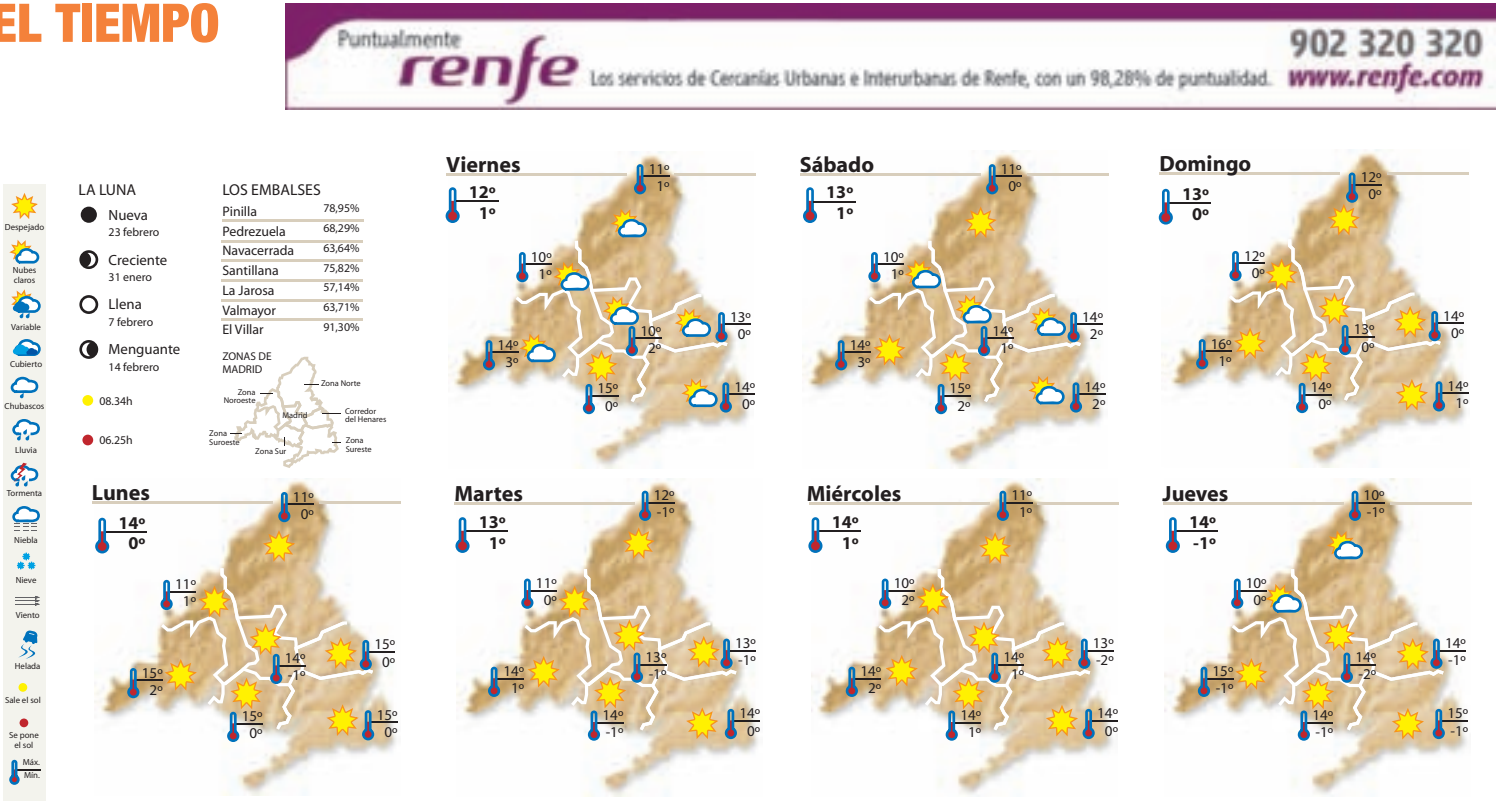 EL TIEMPO
Puntualmente
renfe
Los servicios de Cercanías Urbanas e Interurbanas de Renfe, con un 98,28% de puntualidad.
902 320 320
www.renfe.com
Despejado
Nubes
claros
Variable
Cubierto
Chubascos
Lluvia
Tormenta
Niebla
Nieve
Viento
Helada
Sale el sol
Se pone
el sol
Máx.
Mín.
LA LUNA
Nueva
23 febrero
Creciente
31 enero
Llena
7 febrero
Menguante
14 febrero
08.34h
06.25h
LOS EMBALSES
Pinilla 78,95%
Pedrezuela 68,29%
Navacerrada 63,64%
Santillana 75,82%
La Jarosa 57,14%
Valmayor 63,71%
El Villar 91,30%
ZONAS DE
MADRID
Zona Norte
Zona
Noroeste
Madrid
Corredor
del Henares
Zona
Suroeste
Zona Sur
Zona
Sureste
Viernes
12º
1º
11º
1º
10º
1º
13º
0º
10º
2º
14º
3º
15º
0º
14º
0º
Sábado
13º
1º
11º
0º
10º
1º
14º
2º
14º
1º
14º
3º
15º
2º
14º
2º
Domingo
13º
0º
12º
0º
12º
0º
14º
0º
13º
0º
16º
1º
14º
0º
14º
1º
Lunes
14º
0º
11º
0º
11º
1º
15º
0º
14º
-1º
15º
2º
15º
0º
15º
0º
Martes
13º
1º
12º
-1º
11º
0º
13º
-1º
13º
-1º
14º
1º
14º
-1º
14º
0º
Miércoles
14º
1º
11º
1º
10º
2º
13º
-2º
14º
1º
14º
2º
14º
1º
14º
0º
Jueves
14º
-1º
10º
-1º
10º
0º
14º
-1º
14º
-2º
15º
-1º
14º
-1º
15º
-1º